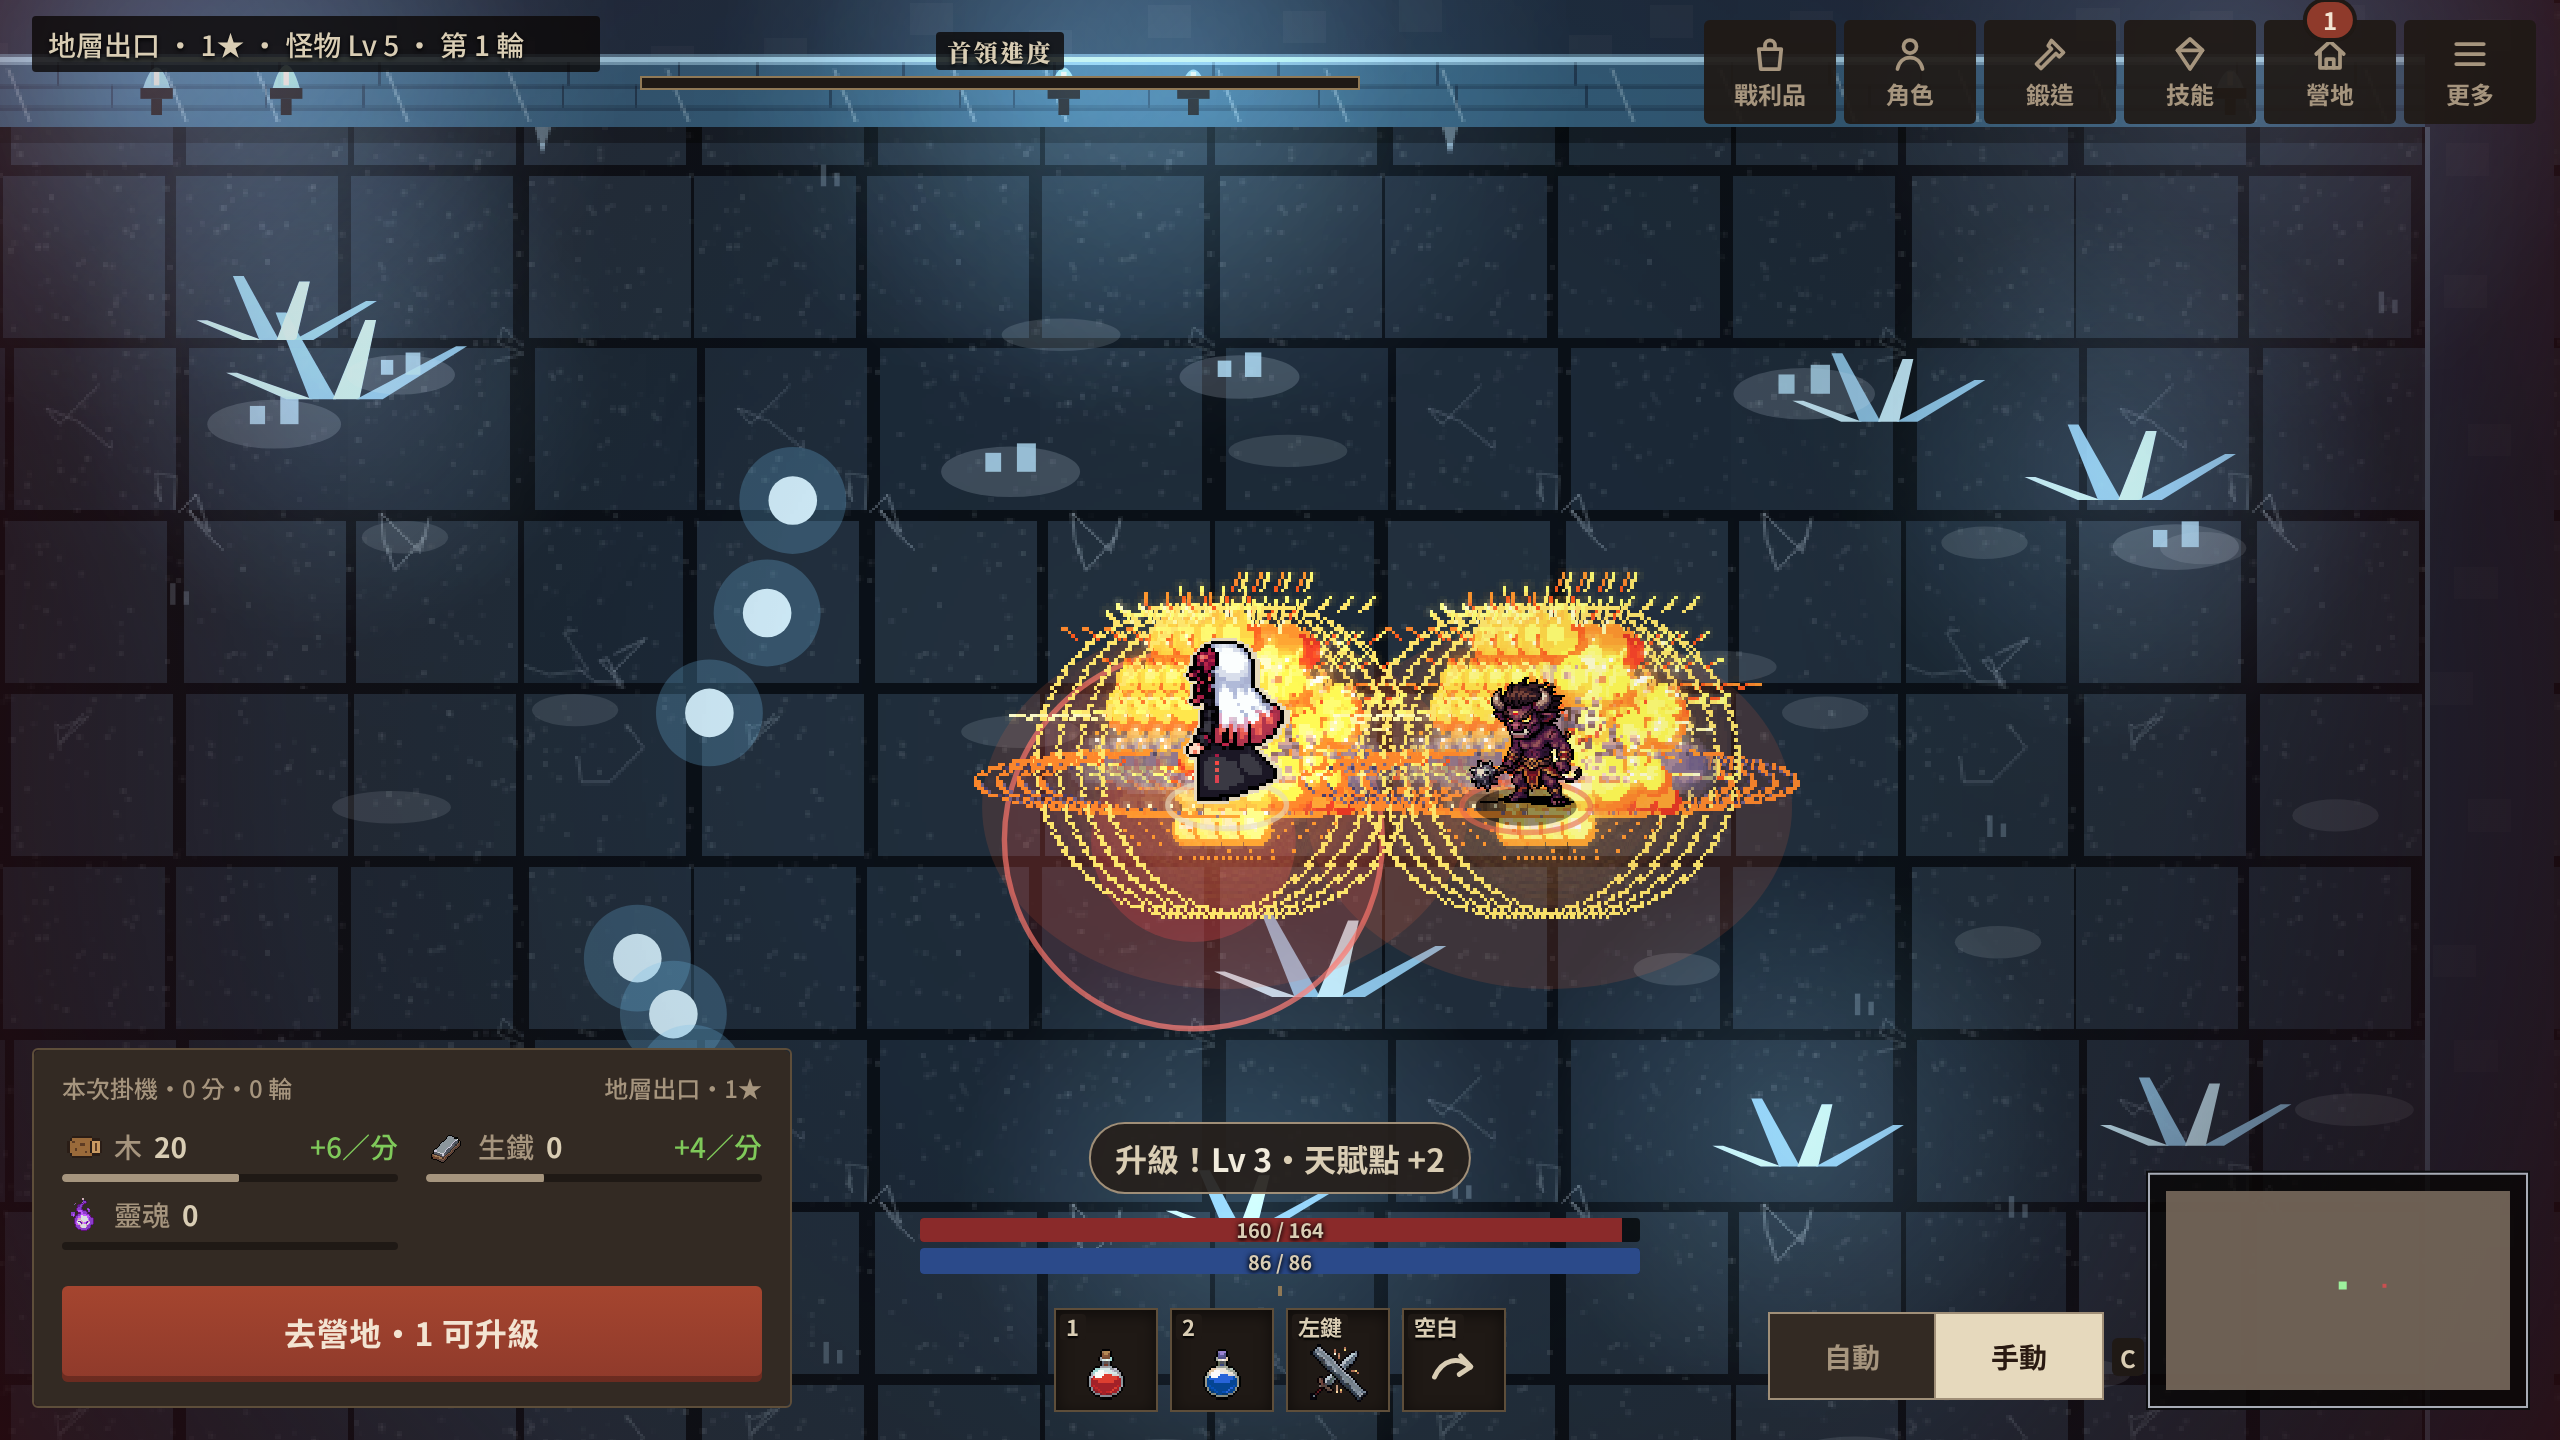 地層出口 · 1★ · 怪物 Lv 5 · 第 1 輪
首領進度
戰利品
角色
鍛造
技能
1
營地
更多
本次掛機·0 分·0 輪
地層出口·1★
木 20 +6／分
生鐵 0 +4／分
靈魂 0
去營地·1 可升級
升級！Lv 3·天賦點 +2
160 / 164
86 / 86
1
2
左鍵
空白
自動
手動
C